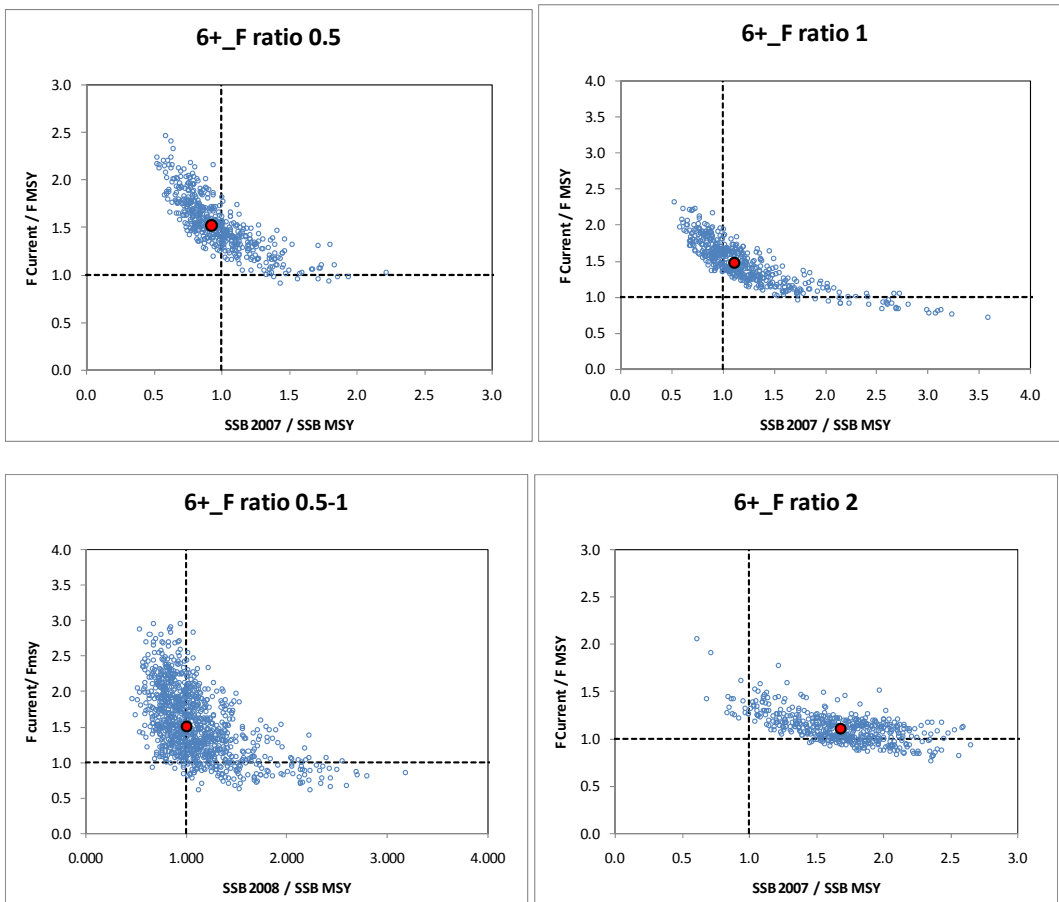 6+_F ratio 0.5
3.0
2.5
2.0
1.5
1.0
0.5
0.0
0.0 0.5 1.0 1.5 2.0 2.5 3.0
F Current / F MSY
SSB 2007 / SSB MSY
6+_F ratio 1
4.0
3.5
3.0
2.5
2.0
1.5
1.0
0.5
0.0
0.0 0.5 1.0 1.5 2.0 2.5 3.0 3.5 4.0
F Current / F MSY
SSB2007 / SSB MSY
6+_F ratio 0.5-1
4.0
3.5
3.0
2.5
2.0
1.5
1.0
0.5
0.0
0.000 1.000 2.000 3.000 4.000
F current/ Fmsy
SSB2008 / SSB MSY
6+_F ratio 2
3.0
2.5
2.0
1.5
1.0
0.5
0.0
0.0 0.5 1.0 1.5 2.0 2.5 3.0
F Current / F MSY
SSB2007 / SSB MSY